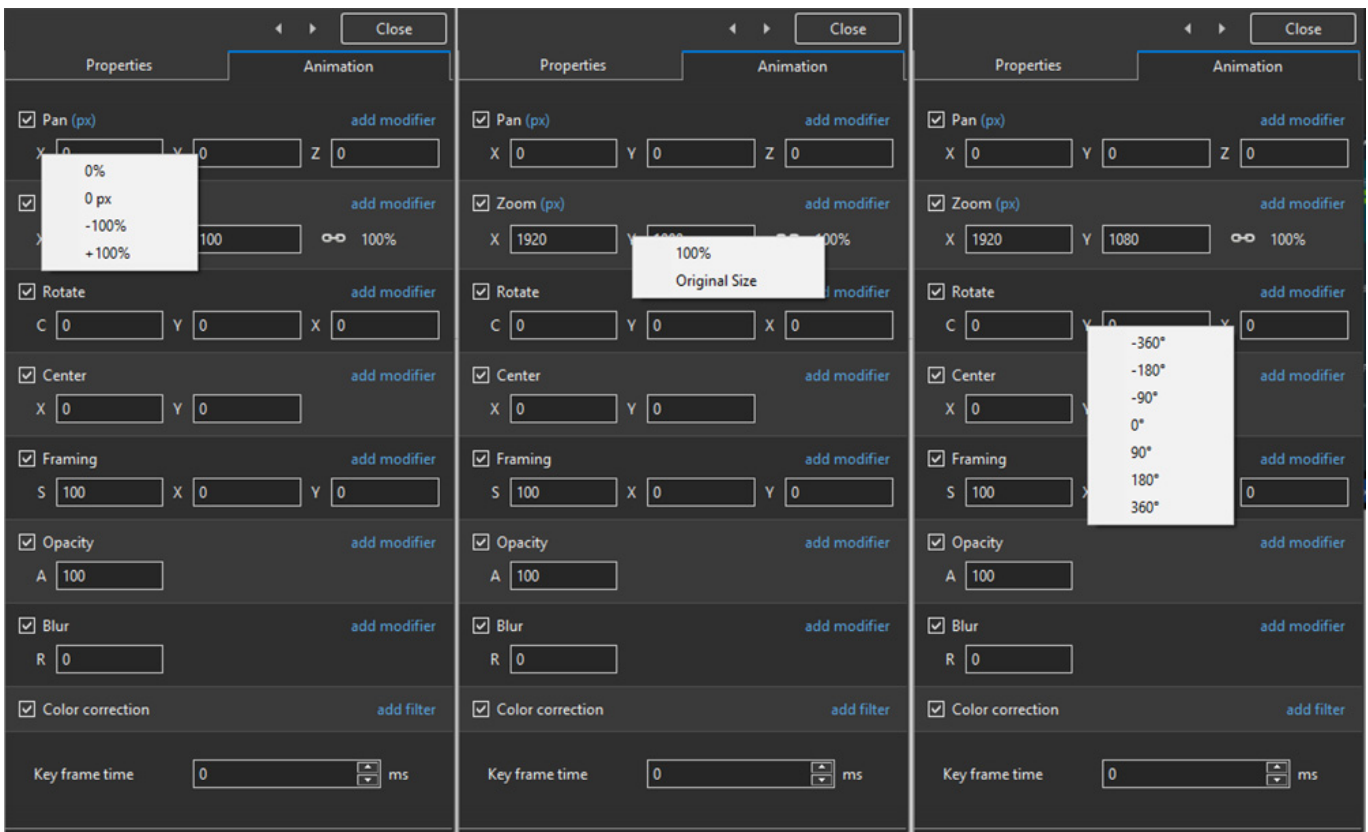 Close
Properties Animation
Pan (px) add modifier
X 0 Y 0 Z 0
0%
0 px
-100%
+100%
add modifier
100 100%
Rotate add modifier
C 0 Y 0 X 0
Center add modifier
X 0 Y 0
Framing add modifier
S 100 X 0 Y 0
Opacity add modifier
A 100
Blur add modifier
R 0
Color correction add filter
Key frame time 0 ms
Close
Properties Animation
Pan (px) add modifier
X 0 Y 0 Z 0
Zoom (px) add modifier
X 1920 Y 1080 100%
100%
Original Size
Rotate modifier
C 0 Y 0 X 0
Center add modifier
X 0 Y 0
Framing add modifier
S 100 X 0 Y 0
Opacity add modifier
A 100
Blur add modifier
R 0
Color correction add filter
Key frame time 0 ms
Close
Properties Animation
Pan (px) add modifier
X 0 Y 0 Z 0
Zoom (px) add modifier
X 1920 Y 1080 100%
Rotate add modifier
C 0 Y 0 X 0
-360°
-180°
-90°
0°
90°
180°
360°
Center add modifier
X 0
Framing add modifier
S 100 0
Opacity add modifier
A 100
Blur add modifier
R 0
Color correction add filter
Key frame time 0 ms